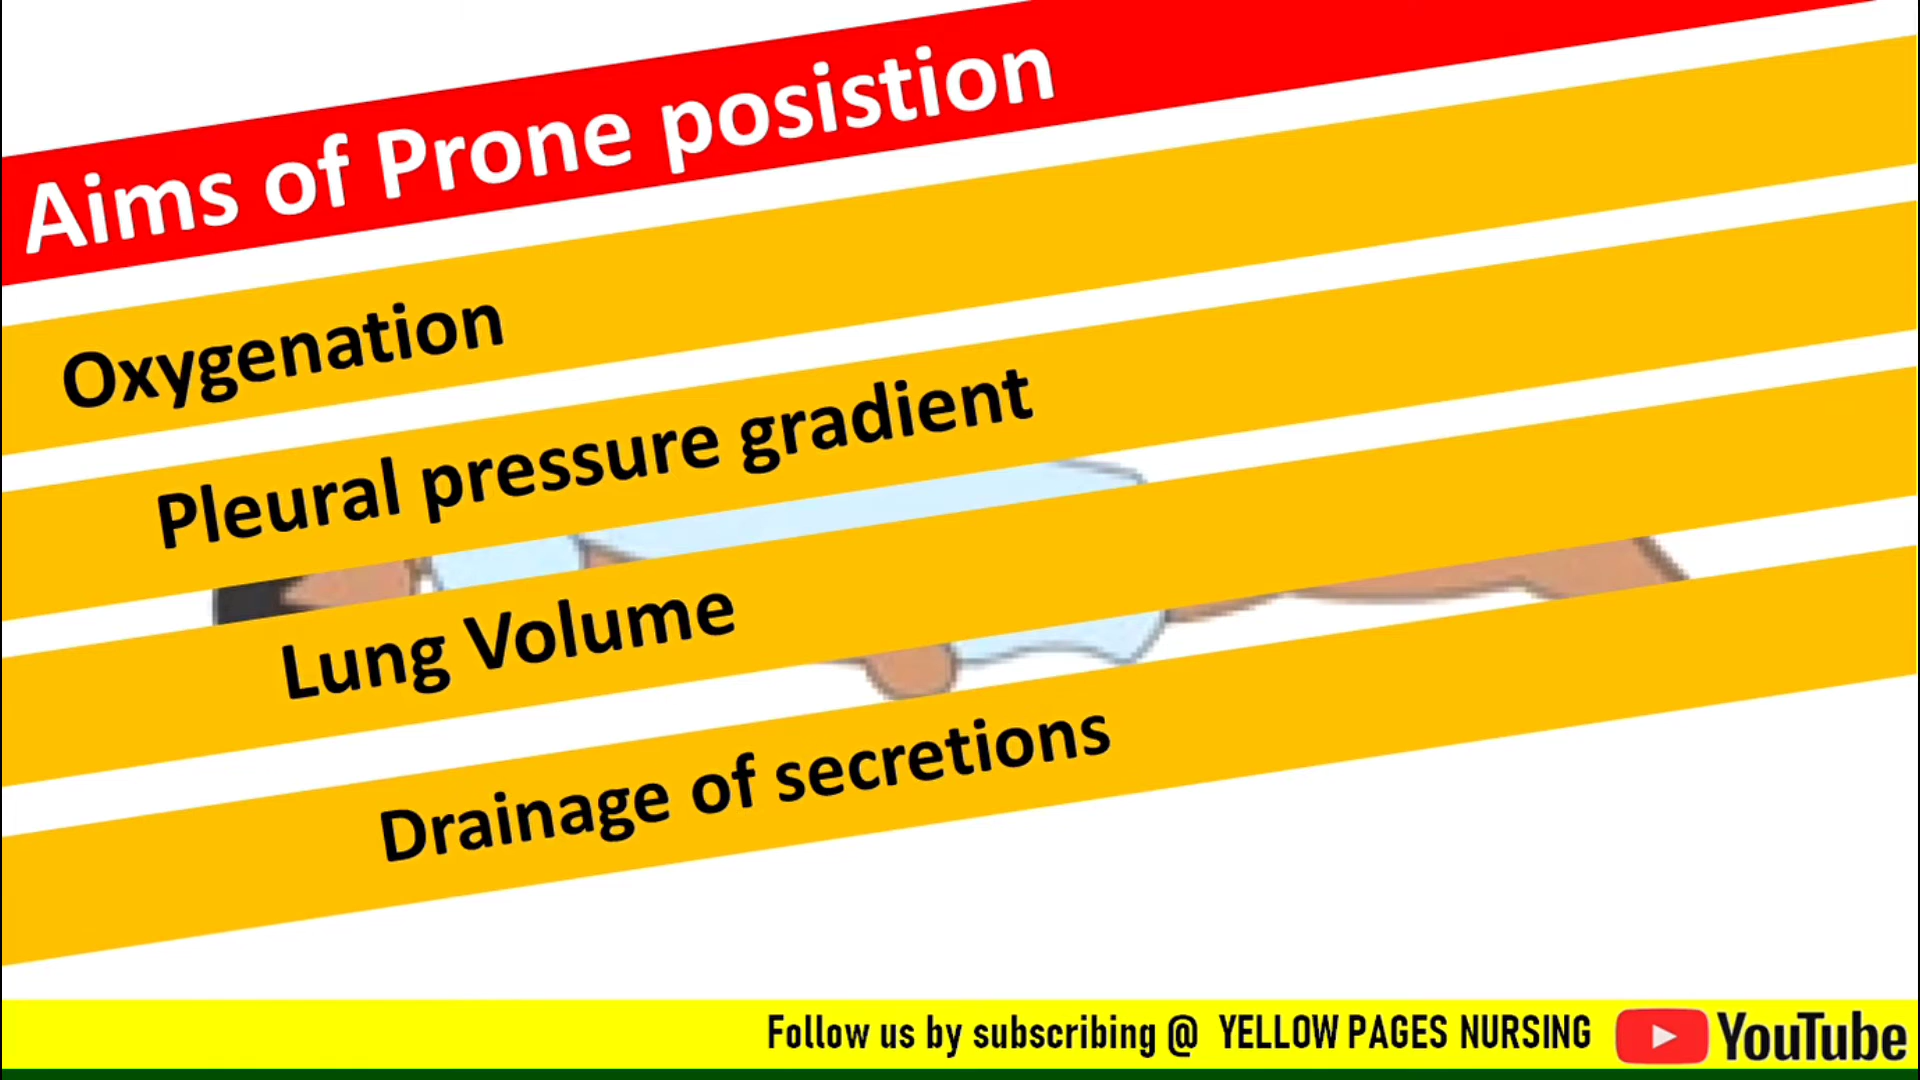 Aims of Prone posistion
Oxygenation
Pleural pressure gradient
Lung Volume
Drainage of secretions
Follow us by subscribing @ YELLOW PAGES NURSING YouTube